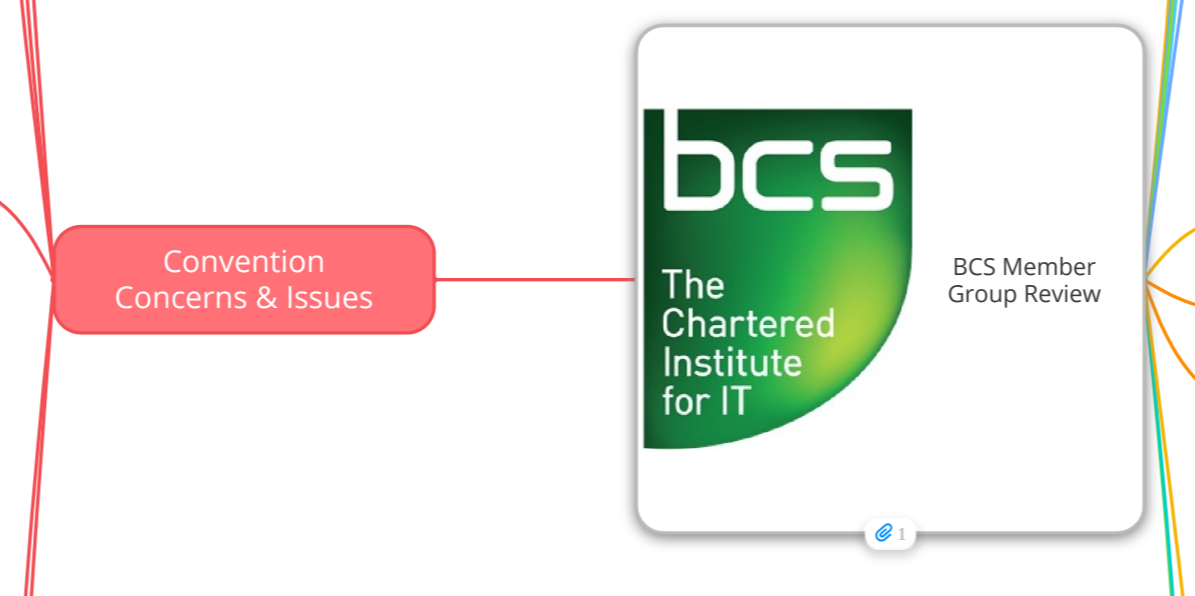 Convention
Concerns & Issues
bcs
The
Chartered
Institute
for IT
BCS Member
Group Review
1